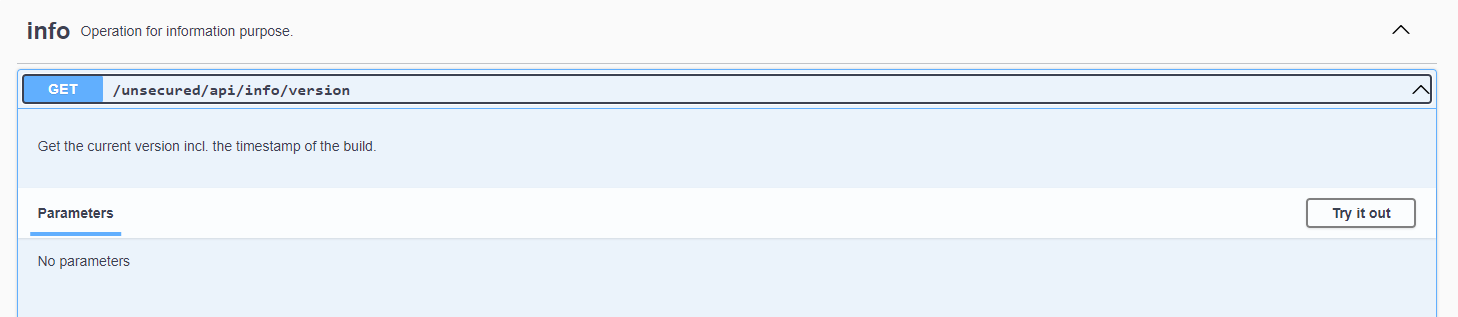 info Operation for information purpose.
GET /unsecured/api/info/version
Get the current version incl. the timestamp of the build.
Parameters Try it out
No parameters